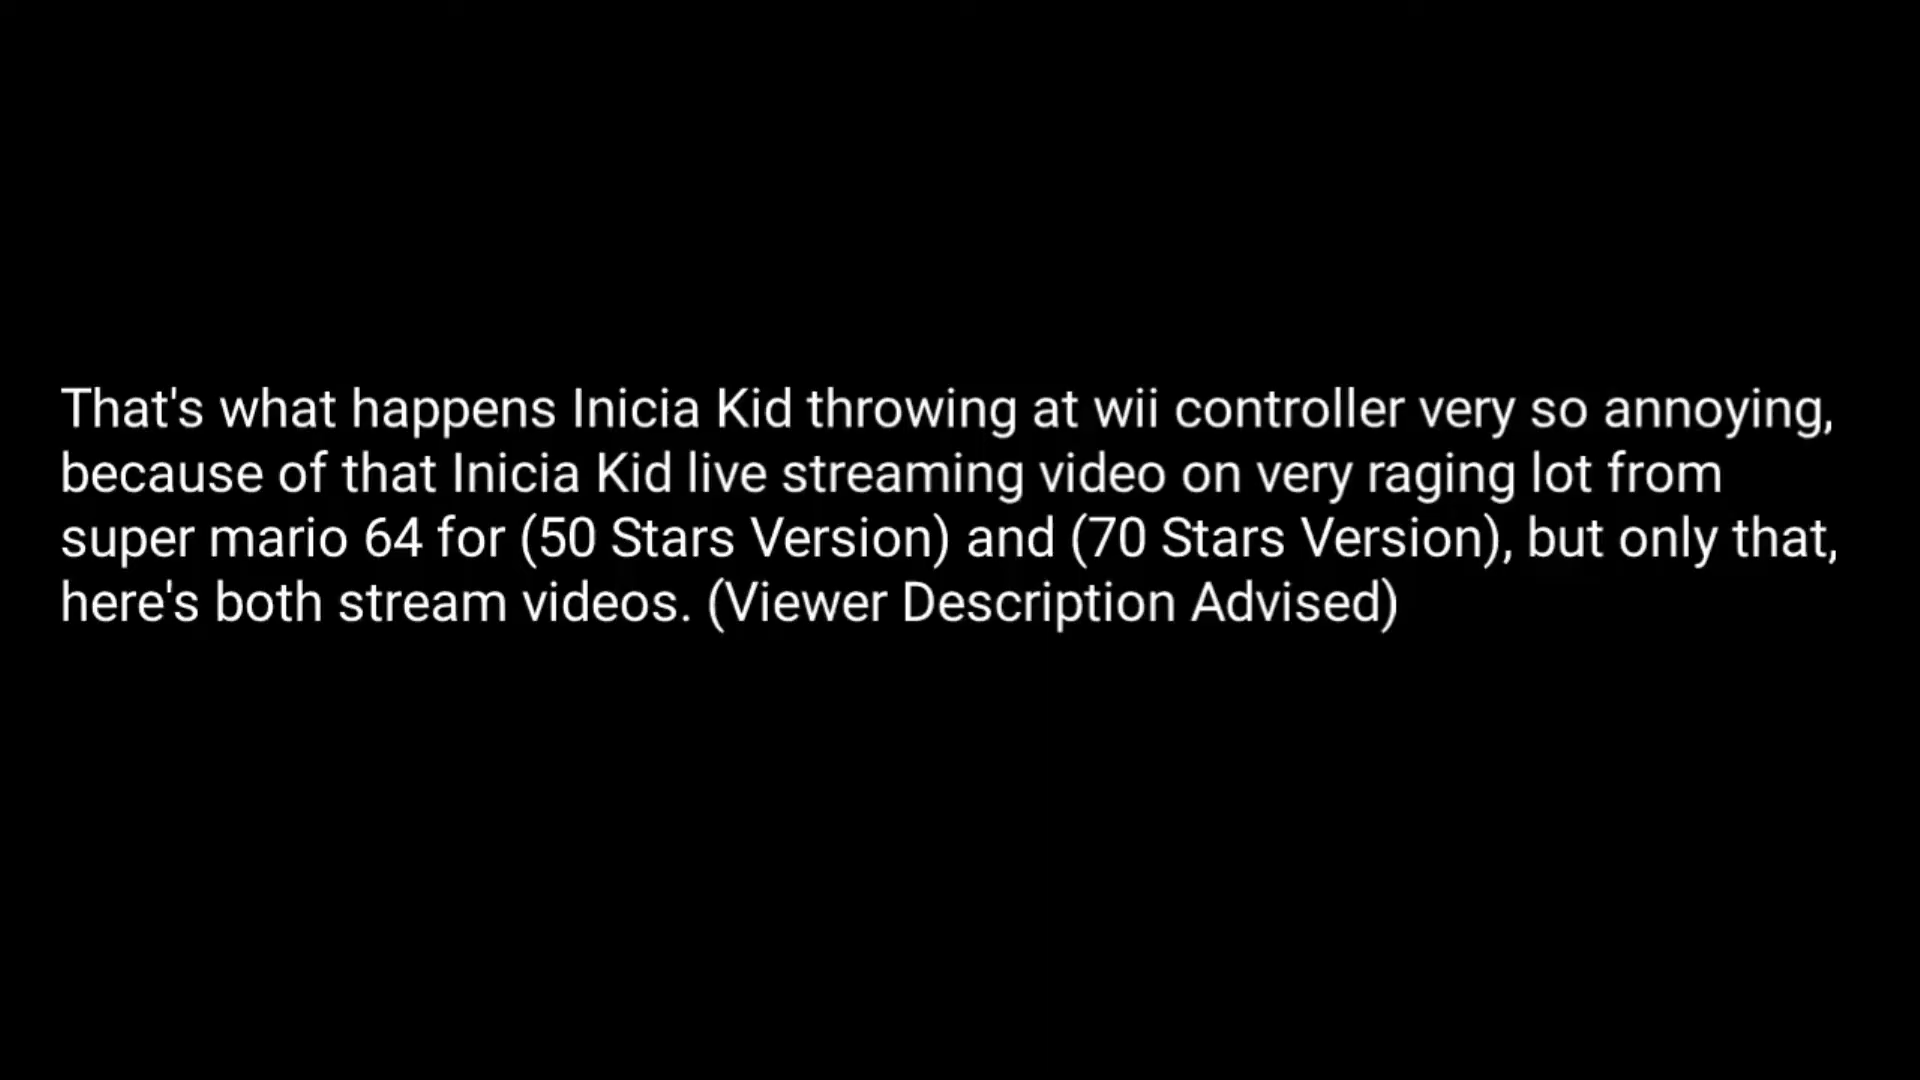 That's what happens Inicia Kid throwing at wii controller very so annoying,
because of that Inicia Kid live streaming video on very raging lot from
super mario 64 for (50 Stars Version) and (70 Stars Version), but only that,
here's both stream videos. (Viewer Description Advised)